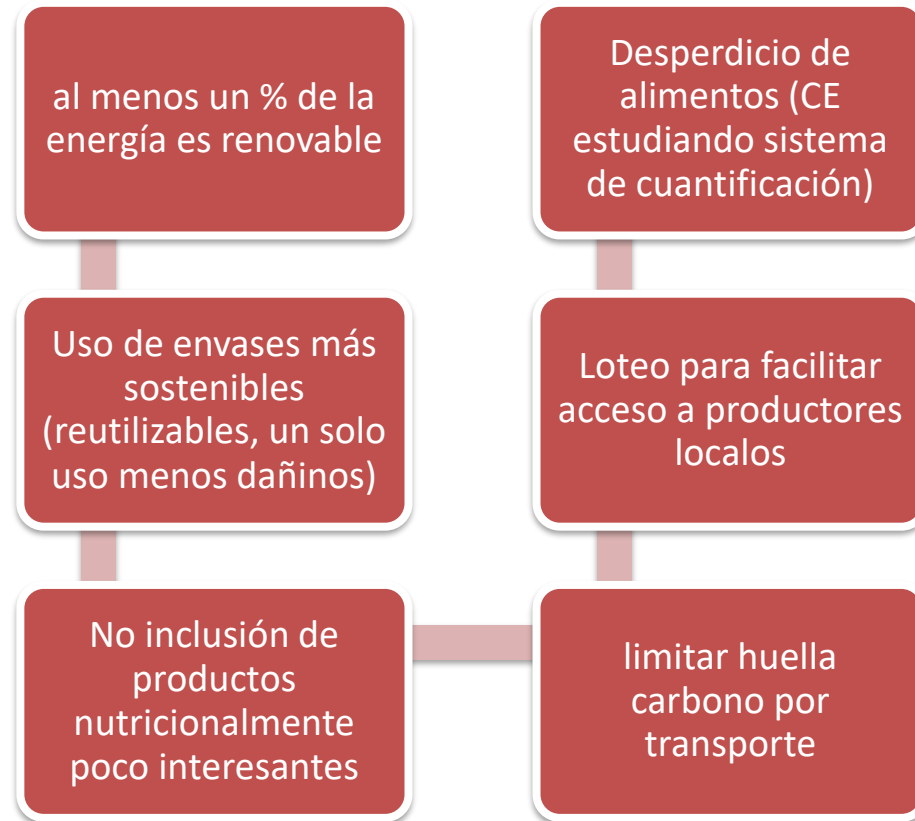 al menos un % de la
energía es renovable
Uso de envases más
sostenibles
(reutilizables, un solo
uso menos dañinos)
No inclusión de
productos
nutricionalmente
poco interesantes
limitar huella
carbono por
transporte
Loteo para facilitar
acceso a productores
localos
Desperdicio de
alimentos (CE
estudiando sistema
de cuantificación)